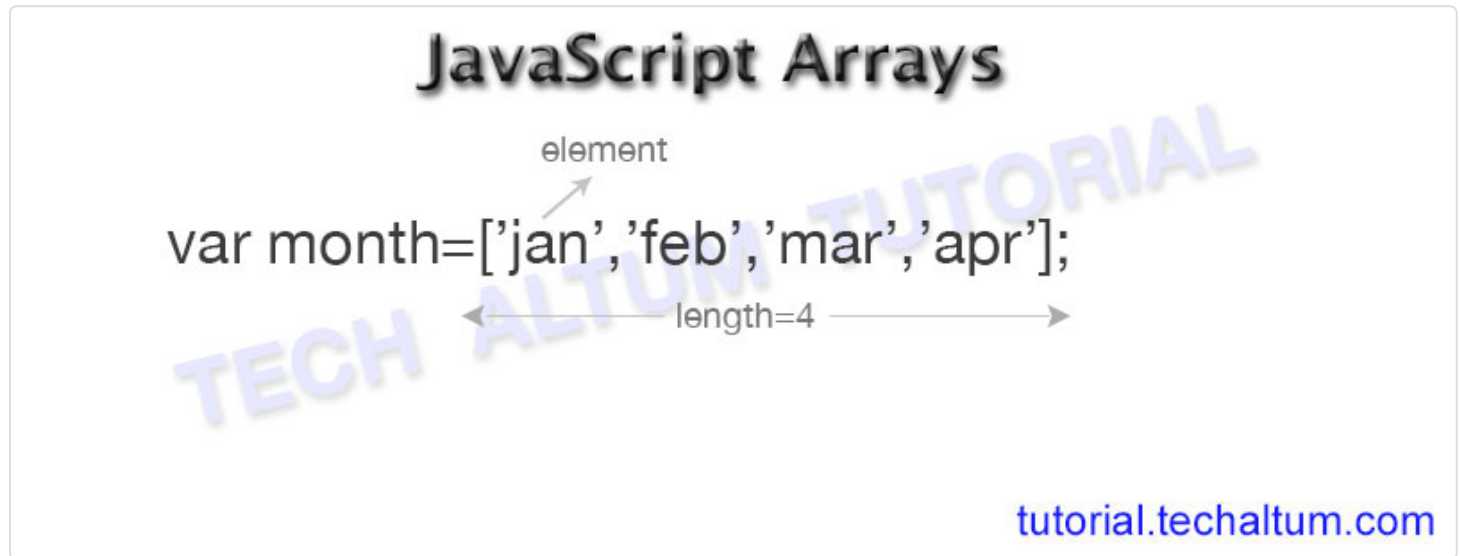 JavaScript Arrays
element
var month=[’jan’,’feb’,’mar’,’apr’];
length=4
TECH ALTUM TUTORIAL
tutorial.techaltum.com